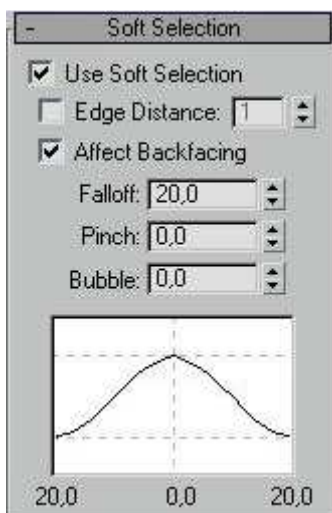 - Soft Selection
Use Soft Selection
Edge Distance: 1
Affect Backfacing
Falloff: 20,0
Pinch: 0,0
Bubble: 0,0
20,0 0,0 20,0